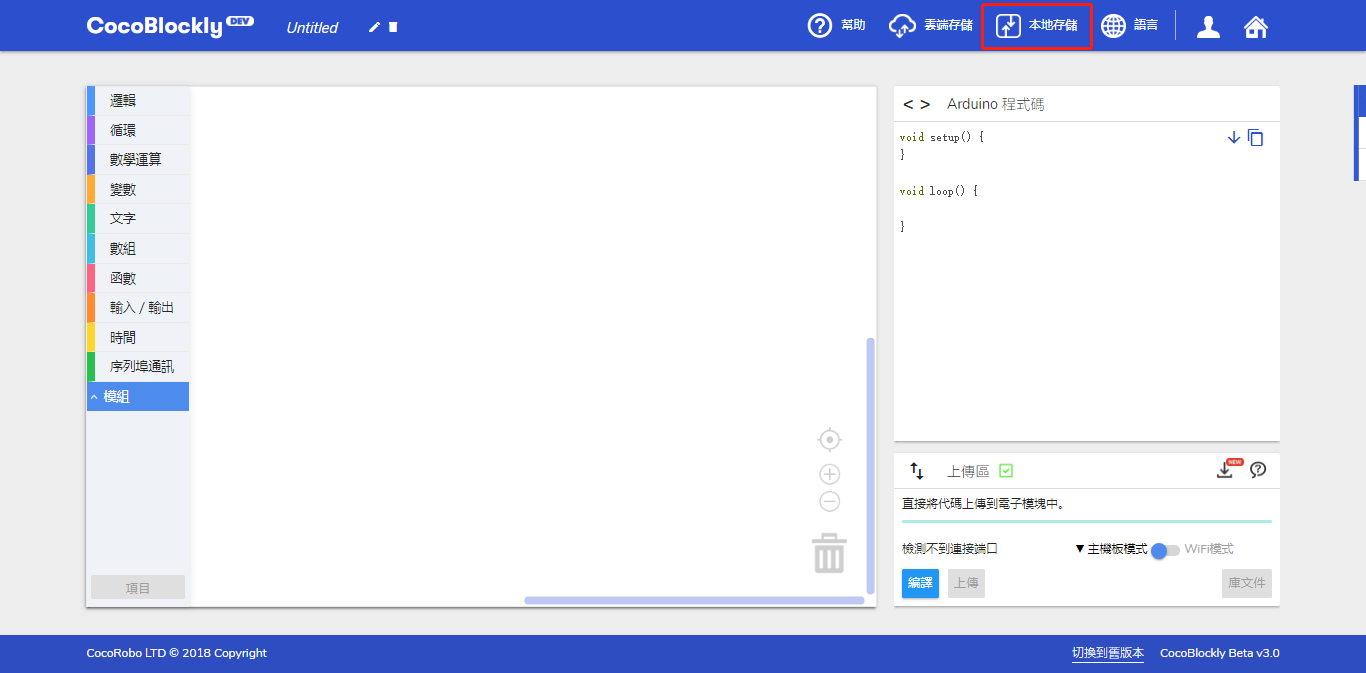 CocoBlockly DEV
Untitled
幫助
雲端存儲
本地存儲
語言
邏輯
循環
數學運算
變數
文字
數組
函數
輸入 / 輸出
時間
序列埠通訊
模組
項目
< > Arduino 程式碼
void setup() {
}
void loop() {
}
上傳區
NEW
直接將代碼上傳到電子模塊中。
檢測不到連接端口
▼主機板模式
WiFi模式
編譯
上傳
庫文件
CocoRobo LTD © 2018 Copyright
切換到舊版本
CocoBlockly Beta v3.0